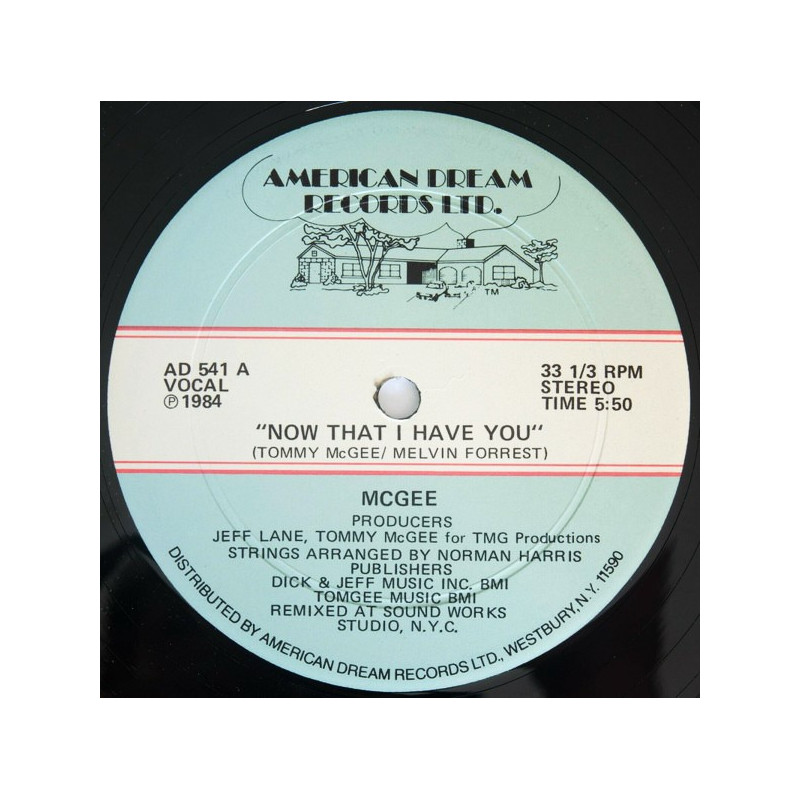 AMERICAN DREAM
RECORDS LTD.
TM
AD 541 A
VOCAL
℗ 1984
33 1/3 RPM
STEREO
TIME 5:50
"NOW THAT I HAVE YOU"
(TOMMY McGEE/ MELVIN FORREST)
MCGEE
PRODUCERS
JEFF LANE, TOMMY McGEE for TMG Productions
STRINGS ARRANGED BY NORMAN HARRIS
PUBLISHERS
DICK & JEFF MUSIC INC. BMI
TOMGEE MUSIC BMI
REMIXED AT SOUND WORKS
STUDIO, N.Y.C.
DISTRIBUTED BY AMERICAN DREAM RECORDS LTD., WESTBURY, N.Y. 11590